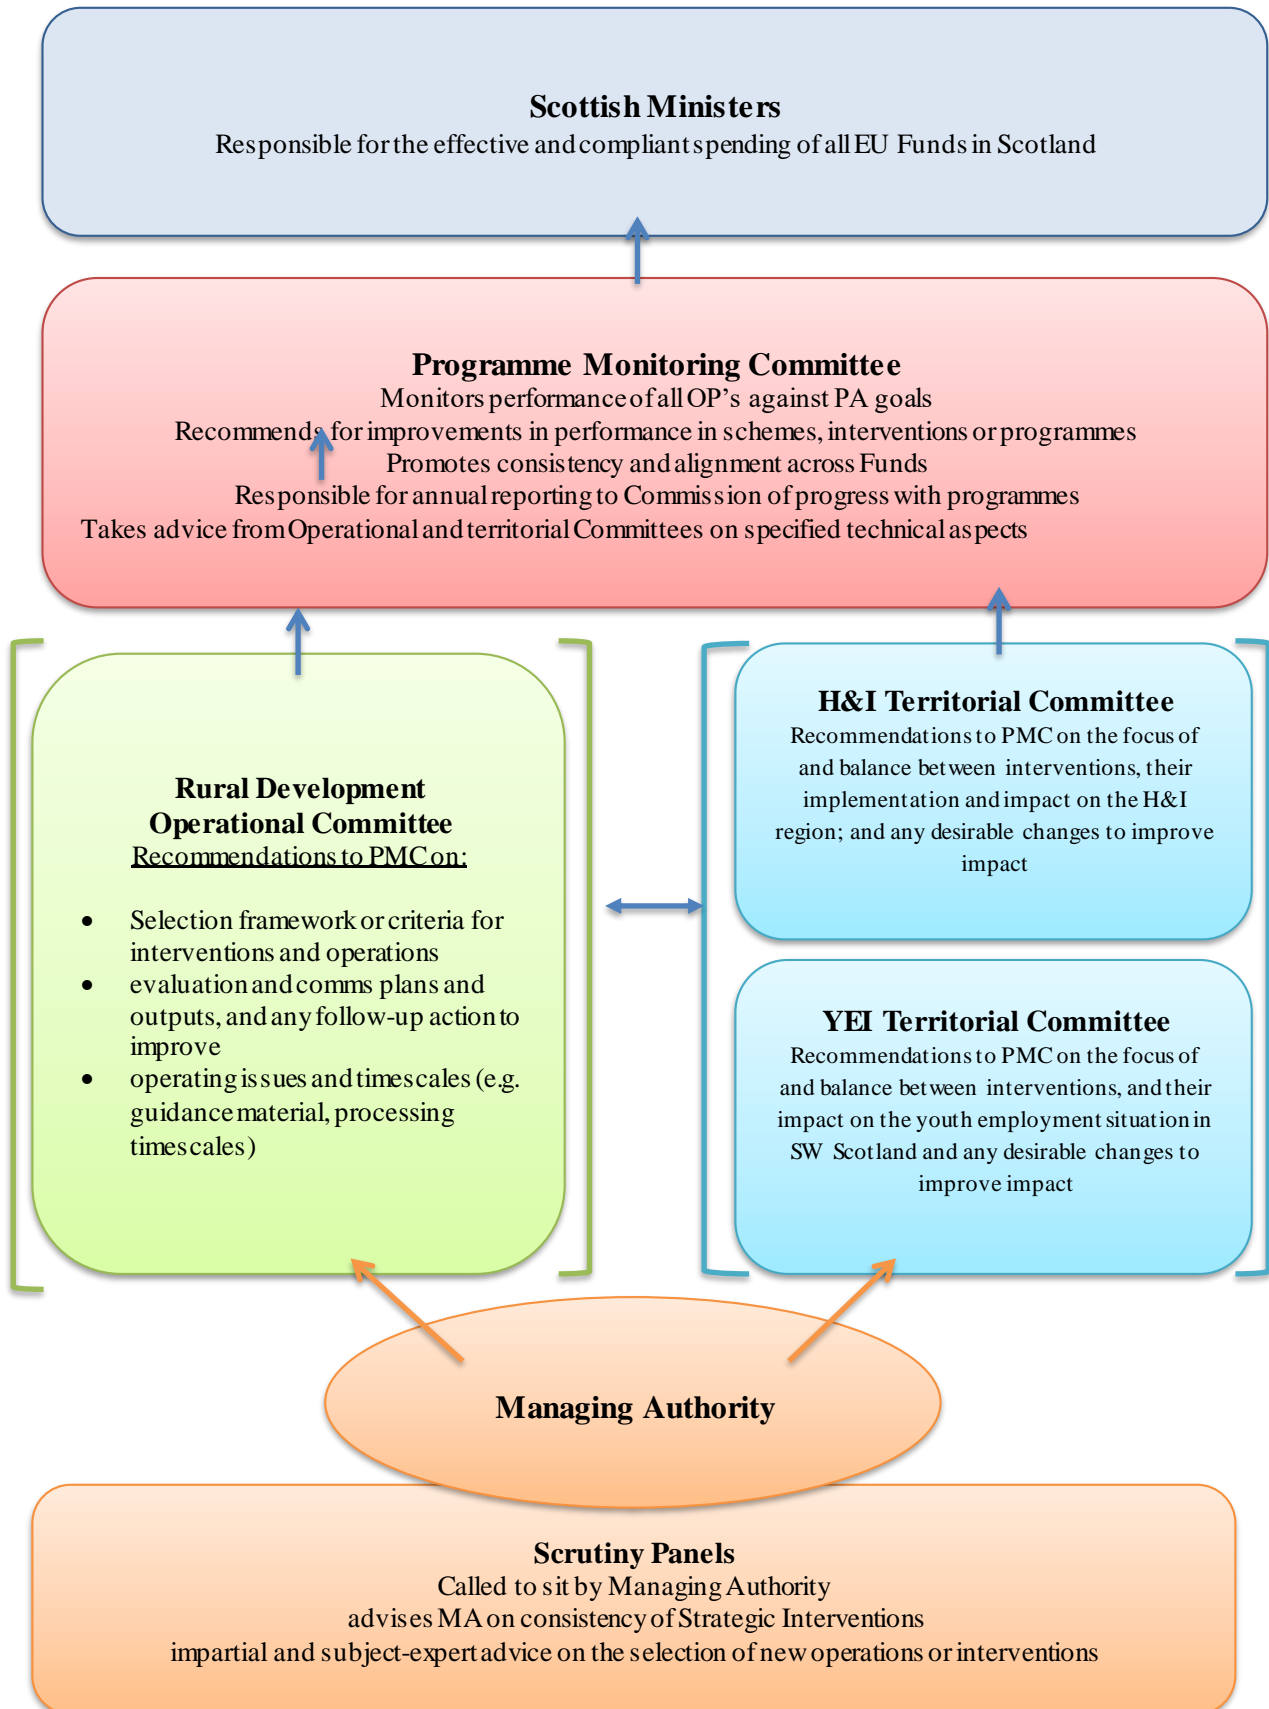 Scottish Ministers
Responsible for the effective and compliant spending of all EU Funds in Scotland
Programme Monitoring Committee
Monitors performance of all OP's against PA goals
Recommends for improvements in performance in schemes, interventions or programmes
Promotes consistency and alignment across Funds
Responsible for annual reporting to Commission of progress with programmes
Takes advice from Operational and territorial Committees on specified technical aspects
Rural Development
Operational Committee
Recommendations to PMC on:
• Selection framework or criteria for
interventions and operations
• evaluation and comms plans and
outputs, and any follow-up action to
improve
• operating issues and timescales (e.g.
guidance material, processing
timescales)
H&I Territorial Committee
Recommendations to PMC on the focus of
and balance between interventions, their
implementation and impact on the H&I
region; and any desirable changes to improve
impact
YEI Territorial Committee
Recommendations to PMC on the focus of
and balance between interventions, and their
impact on the youth employment situation in
SW Scotland and any desirable changes to
improve impact
Managing Authority
Scrutiny Panels
Called to sit by Managing Authority
advises MA on consistency of Strategic Interventions
impartial and subject-expert advice on the selection of new operations or interventions